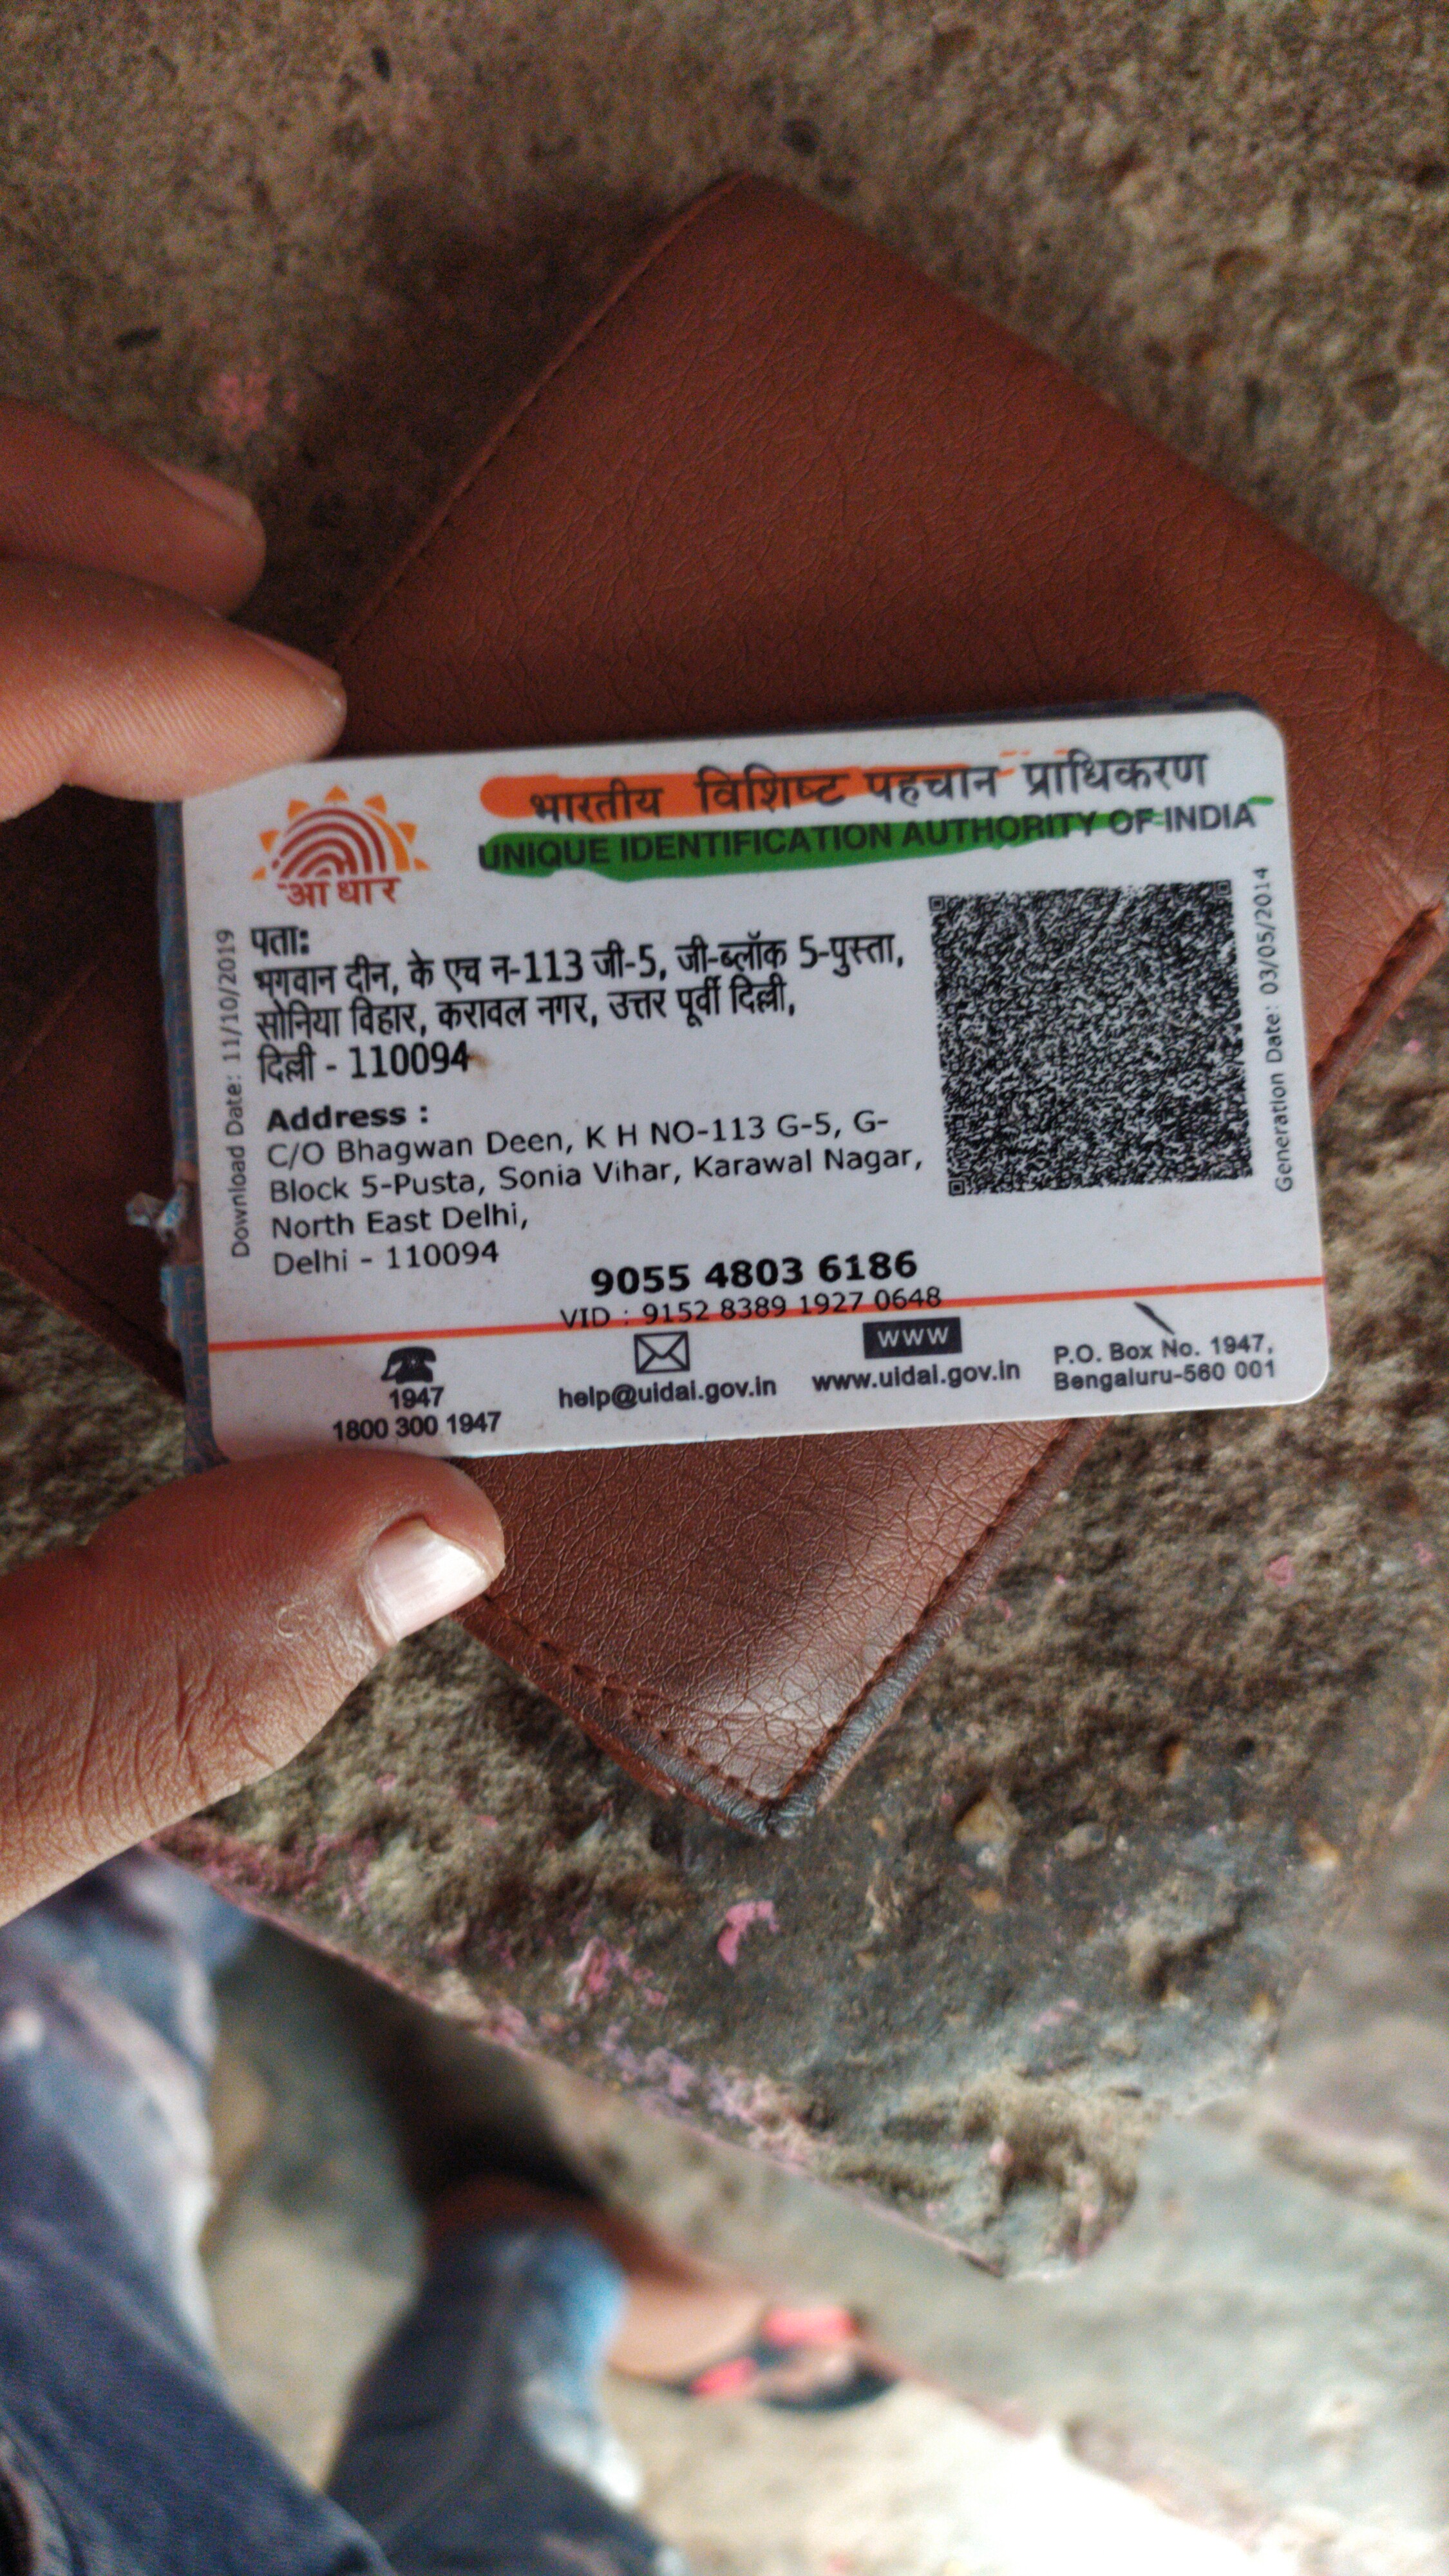 भारतीय विशिष्ट पहचान प्राधिकरण
UNIQUE IDENTIFICATION AUTHORITY OF INDIA
आधार
Download Date: 11/10/2019
पता:
भगवान दीन, के एच न-113 जी-5, जी-ब्लॉक 5-पुस्ता,
सोनिया विहार, करावल नगर, उत्तर पूर्वी दिल्ली,
दिल्ली - 110094
Address :
C/O Bhagwan Deen, K H NO-113 G-5, G-
Block 5-Pusta, Sonia Vihar, Karawal Nagar,
North East Delhi,
Delhi - 110094
Generation Date: 03/05/2014
9055 4803 6186
VID : 9152 8389 1927 0648
1947
1800 300 1947
help@uidai.gov.in
www
www.uidai.gov.in
P.O. Box No. 1947,
Bengaluru-560 001